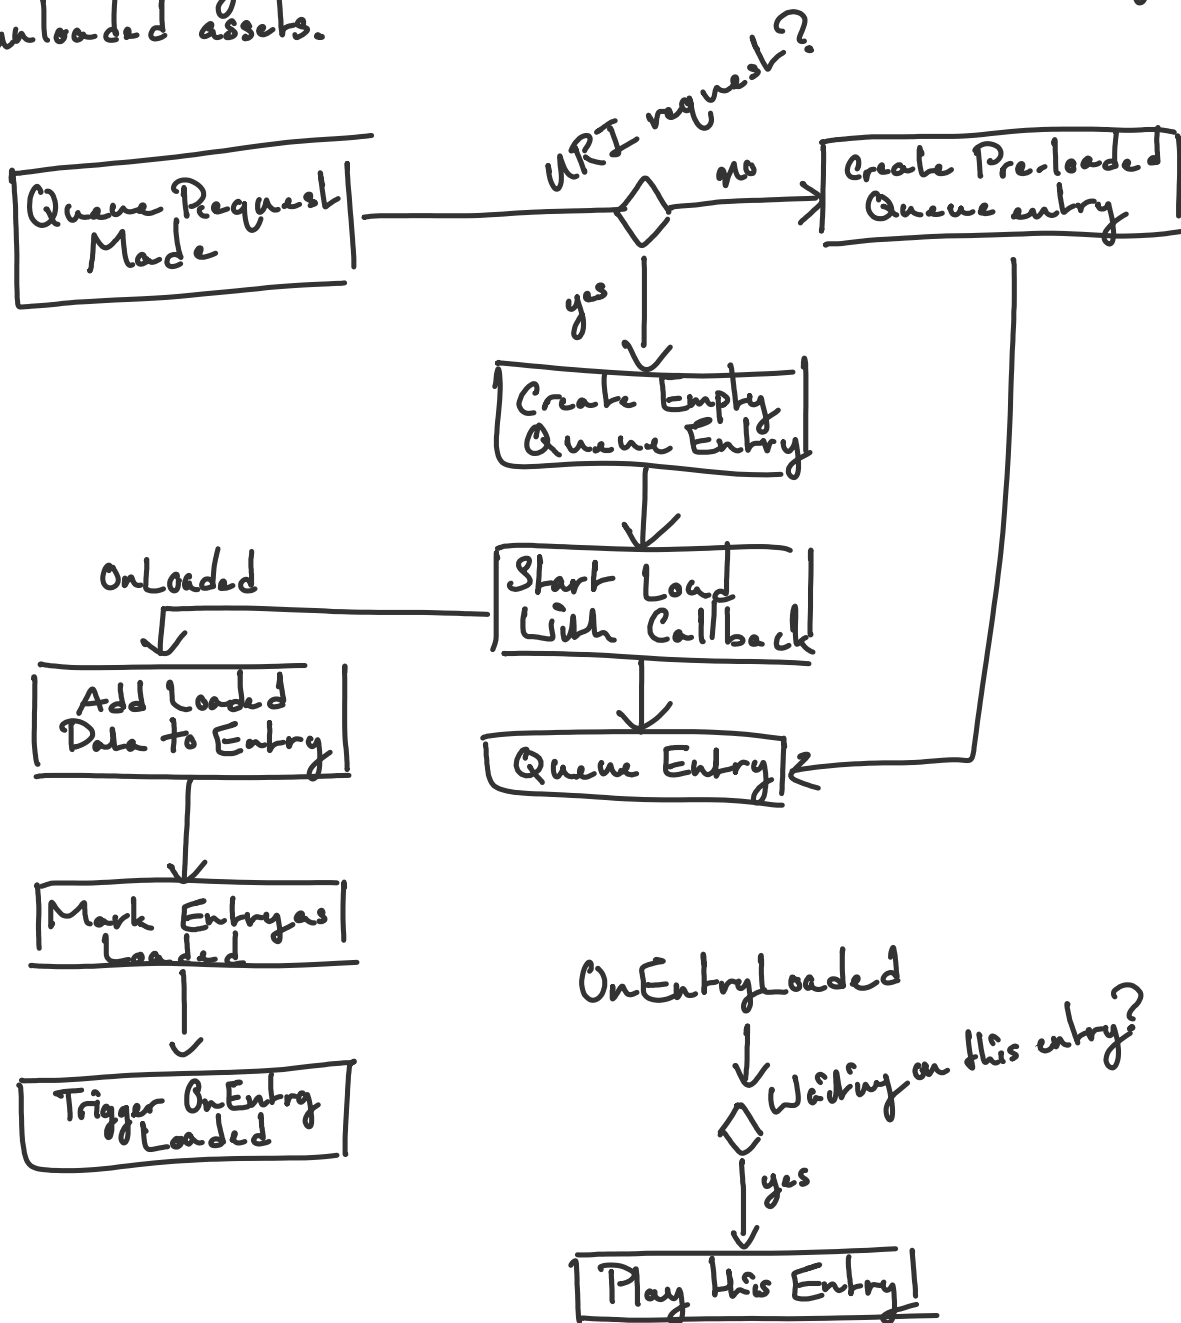 unloaded assets.
URI request?
Queue Request
Made
no
Create Pre-loaded
Queue entry
yes
Create Empty
Queue Entry
Start Load
With Callback
OnLoaded
Add Loaded
Data to Entry
Queue Entry
Mark Entry as
Loaded
Trigger OnEntry
Loaded
OnEntryLoaded
Waiting on this entry?
yes
Play this Entry